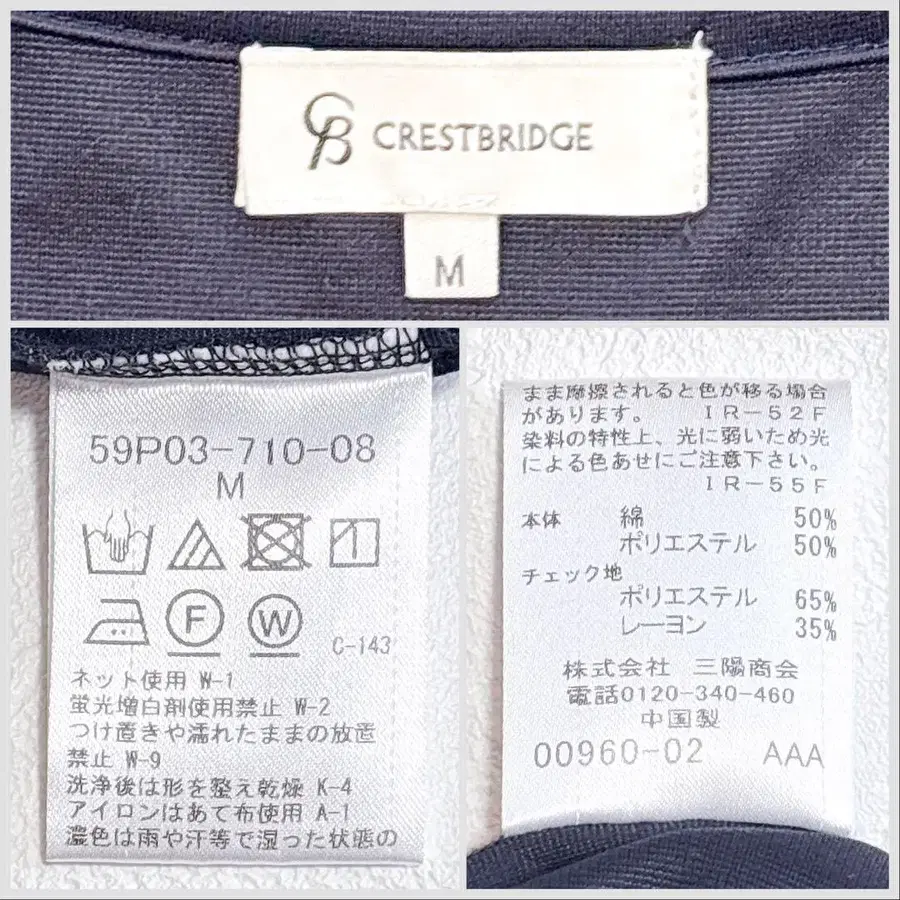 CB CRESTBRIDGE
M
59P03-710-08
M
F
W
C-143
ネット使用 W-1
蛍光増白剤使用禁止 W-2
つけ置きや濡れたままの放置
禁止 W-9
洗浄後は形を整え乾燥 K-4
アイロンはあて布使用 A-1
濃色は雨や汗等で湿った状態の
まま摩擦されると色が移る場合
があります。 IR-52F
染料の特性上、光に弱いため光
による色あせにご注意下さい。
IR-55F
本体 綿 50%
ポリエステル 50%
チェック地
ポリエステル 65%
レーヨン 35%
株式会社 三陽商会
電話0120-340-460
中国製
00960-02 AAA